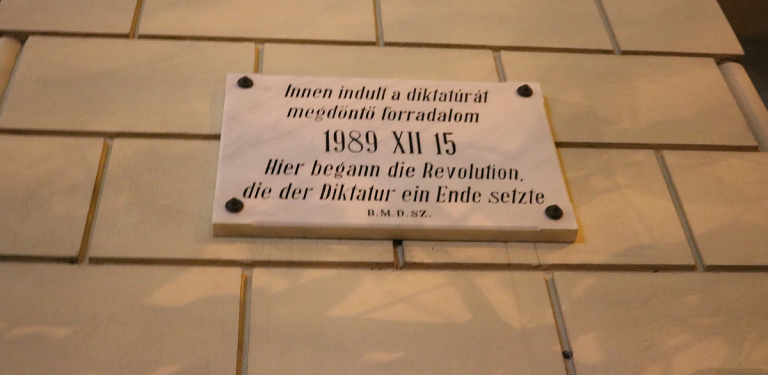 Innen indult a diktatúrát
megdöntő forradalom
1989 XII 15
Hier begann die Revolution,
die der Diktatur ein Ende setzte
B.M.D.SZ.